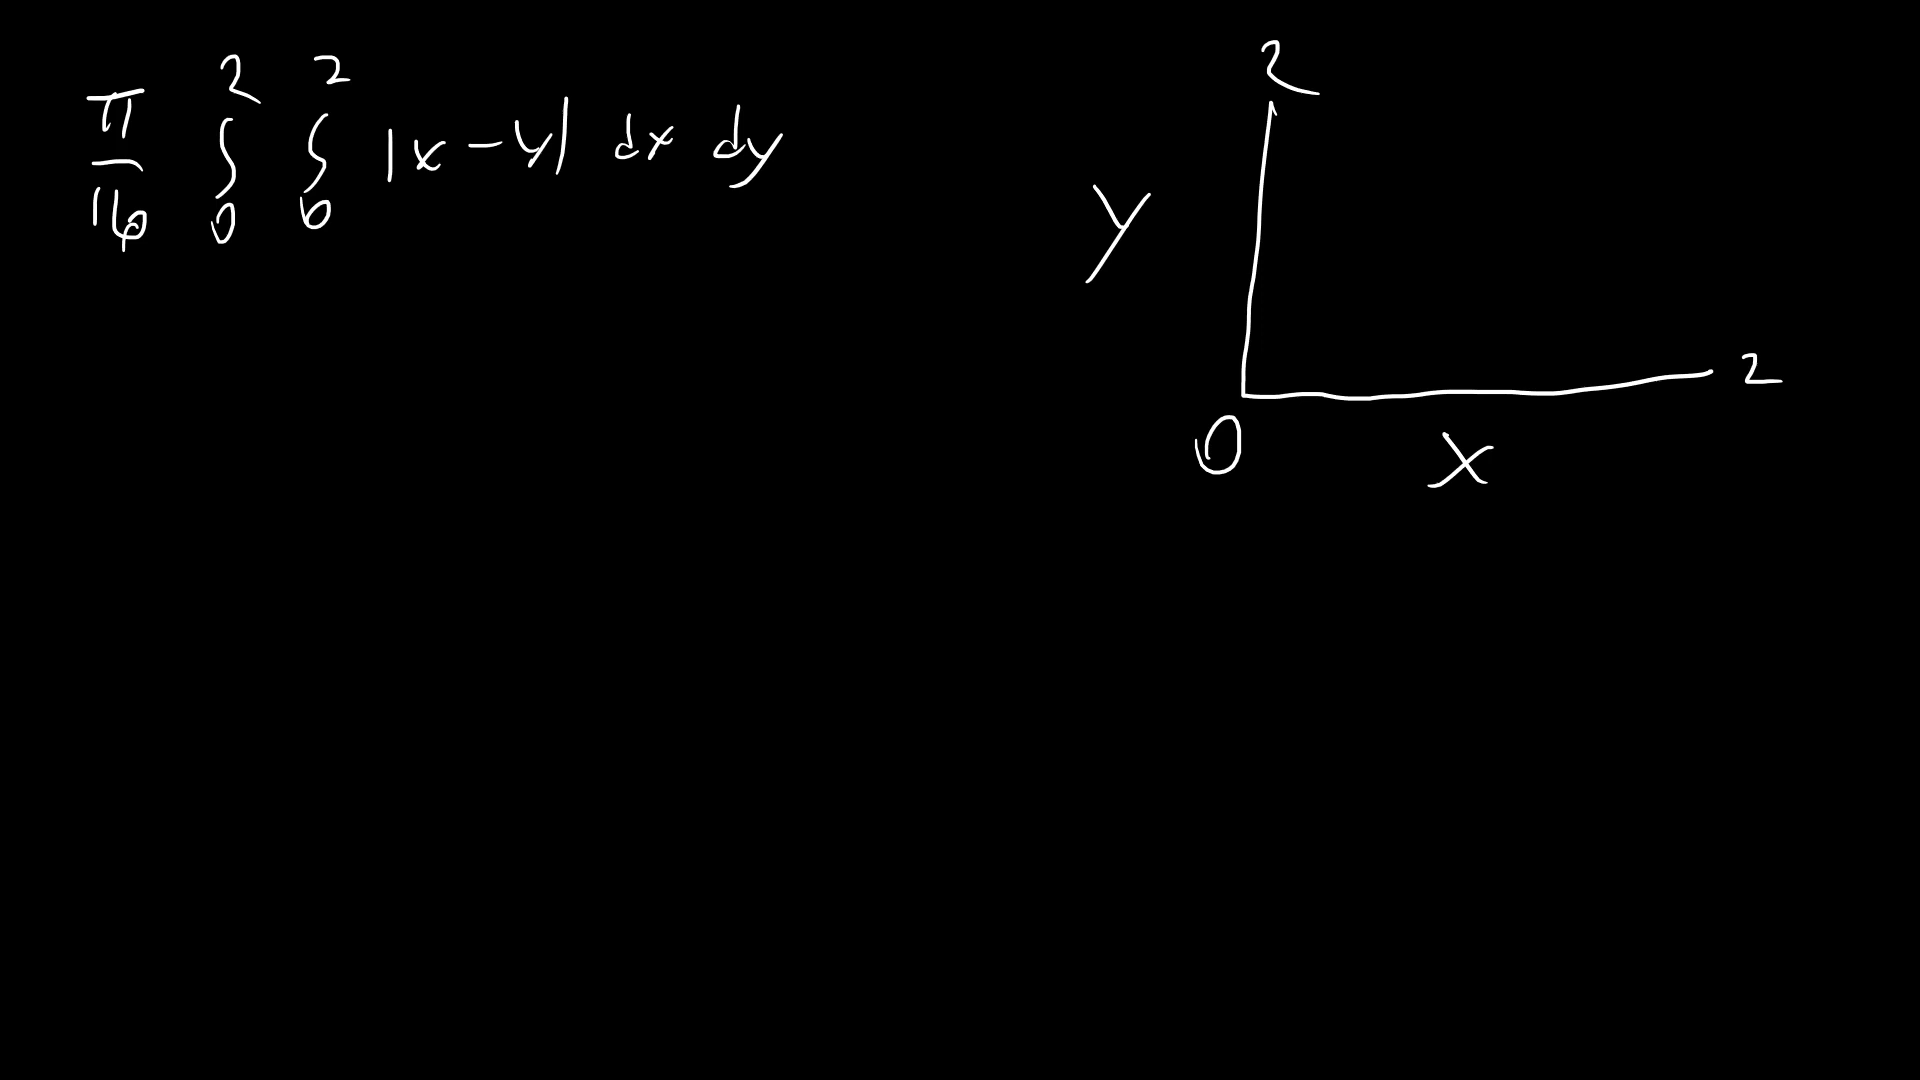 π/16 ∫₀² ∫₀² |x - y| dx dy
2
y
2
0
x